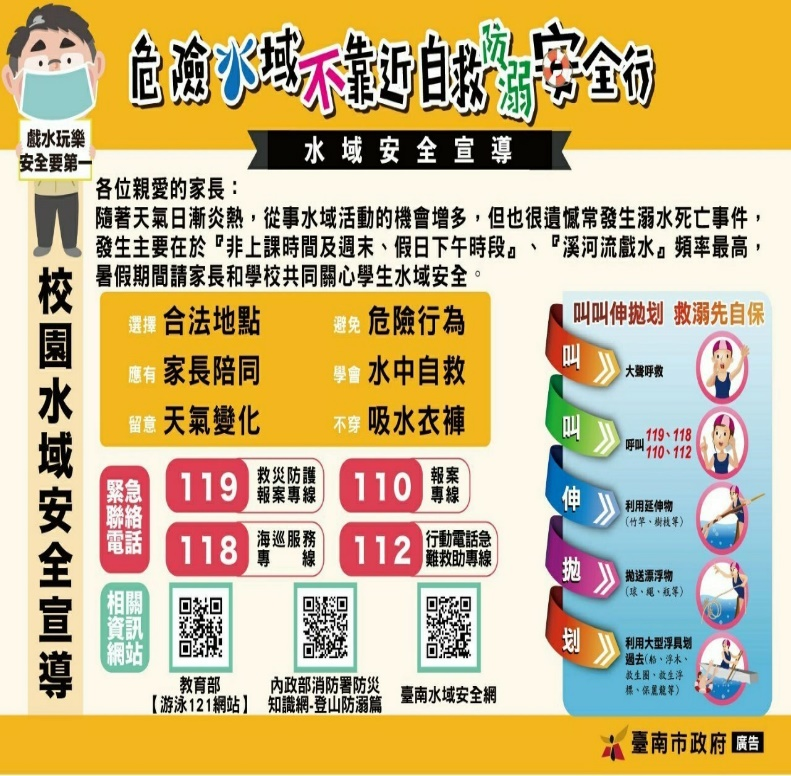 危險水域不靠近自救防溺安全行
戲水玩樂
安全要第一
水域安全宣導
校園水域安全宣導
各位親愛的家長：
隨著天氣日漸炎熱，從事水域活動的機會增多，但也很遺憾常發生溺水死亡事件，
發生主要在於『非上課時間及週末、假日下午時段』、『溪河流戲水』頻率最高，
暑假期間請家長和學校共同關心學生水域安全。
選擇 合法地點
避免 危險行為
應有 家長陪同
學會 水中自救
留意 天氣變化
不穿 吸水衣褲
緊急
聯絡
電話
119 救災防護
報案專線
110 報案
專線
118 海巡服務
專線
112 行動電話急
難救助專線
相關
資訊
網站
教育部
【游泳121網站】
內政部消防署防災
知識網-登山防溺篇
臺南水域安全網
叫叫伸拋划 救溺先自保
叫
大聲呼救
叫
呼叫 119、118
110、112
伸
利用延伸物
(竹竿、樹枝等)
拋
拋送漂浮物
(球、繩、瓶等)
划
利用大型浮具划
過去(船、浮木、
救生圈、救生浮
標、保麗龍等)
臺南市政府 廣告